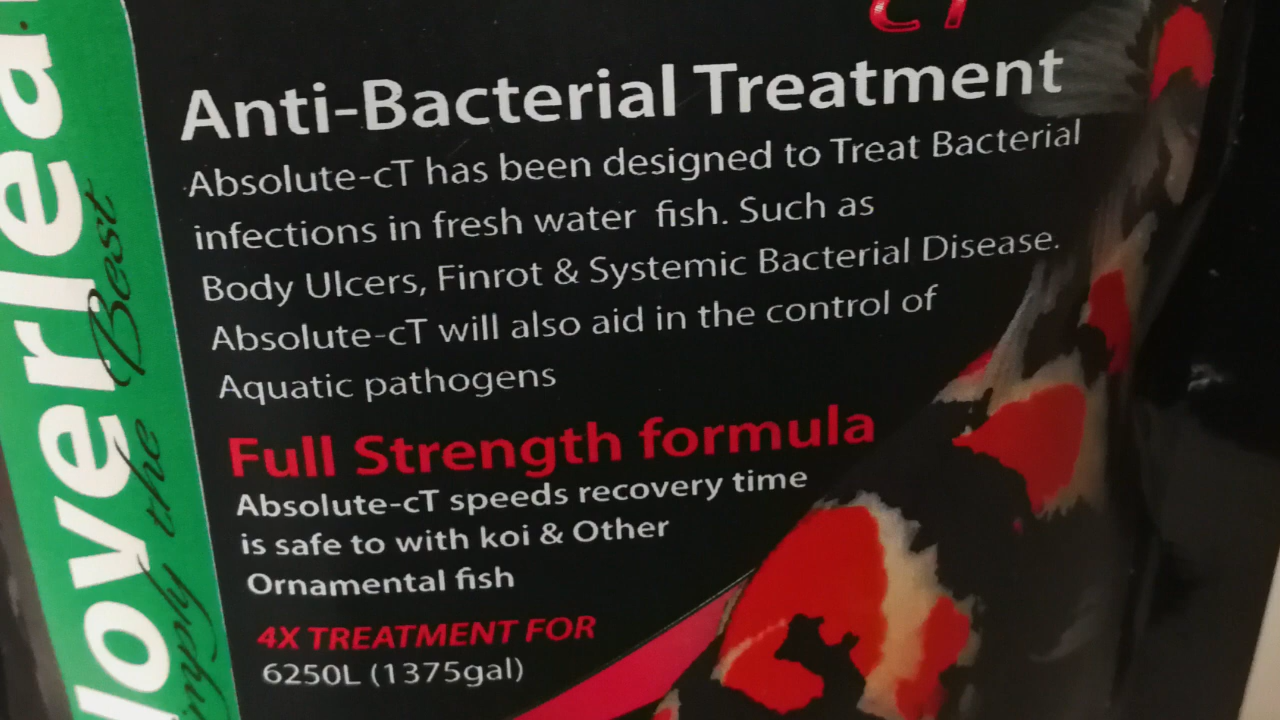 cT
Anti-Bacterial Treatment
Absolute-cT has been designed to Treat Bacterial
infections in fresh water fish. Such as
Body Ulcers, Finrot & Systemic Bacterial Disease.
Absolute-cT will also aid in the control of
Aquatic pathogens
Full Strength formula
Absolute-cT speeds recovery time
is safe to with koi & Other
Ornamental fish
4X TREATMENT FOR
6250L (1375gal)
the Best